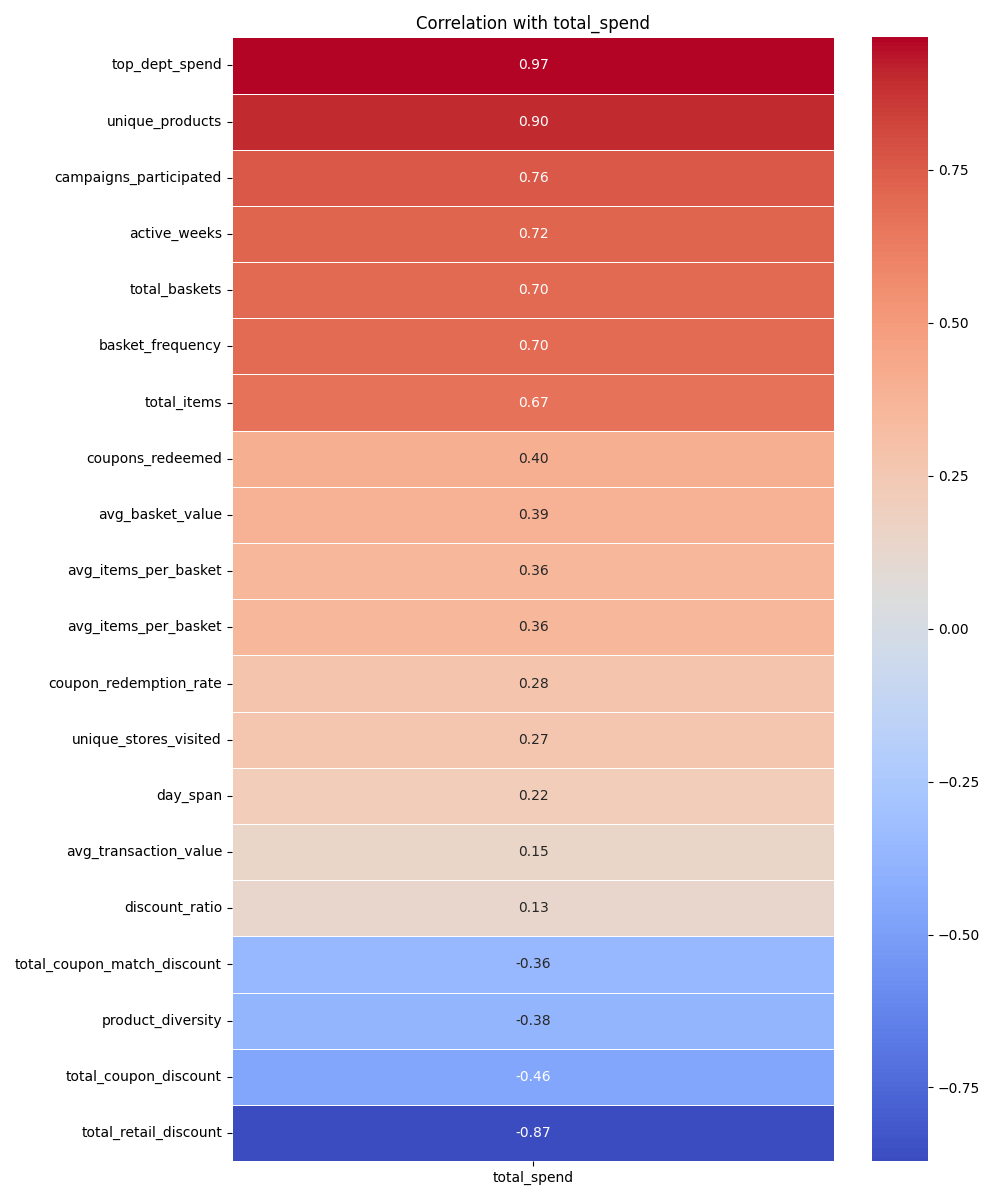 Correlation with total_spend
top_dept_spend 0.97
unique_products 0.90
campaigns_participated 0.76
active_weeks 0.72
total_baskets 0.70
basket_frequency 0.70
total_items 0.67
coupons_redeemed 0.40
avg_basket_value 0.39
avg_items_per_basket 0.36
avg_items_per_basket 0.36
coupon_redemption_rate 0.28
unique_stores_visited 0.27
day_span 0.22
avg_transaction_value 0.15
discount_ratio 0.13
total_coupon_match_discount -0.36
product_diversity -0.38
total_coupon_discount -0.46
total_retail_discount -0.87
total_spend
0.75
0.50
0.25
0.00
−0.25
−0.50
−0.75